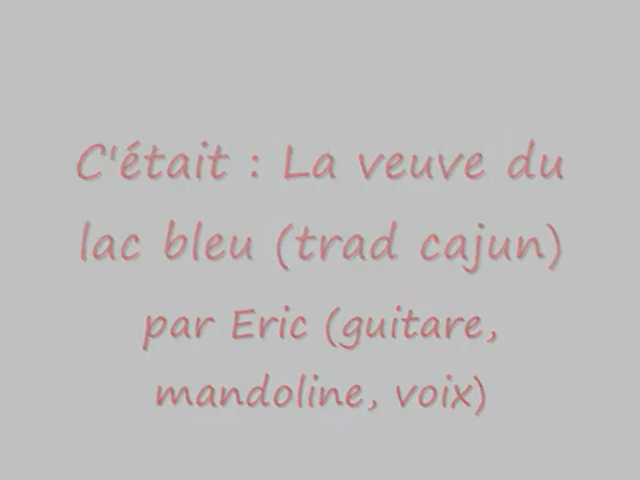 C'était : La veuve du
lac bleu (trad cajun)
par Eric (guitare,
mandoline, voix)